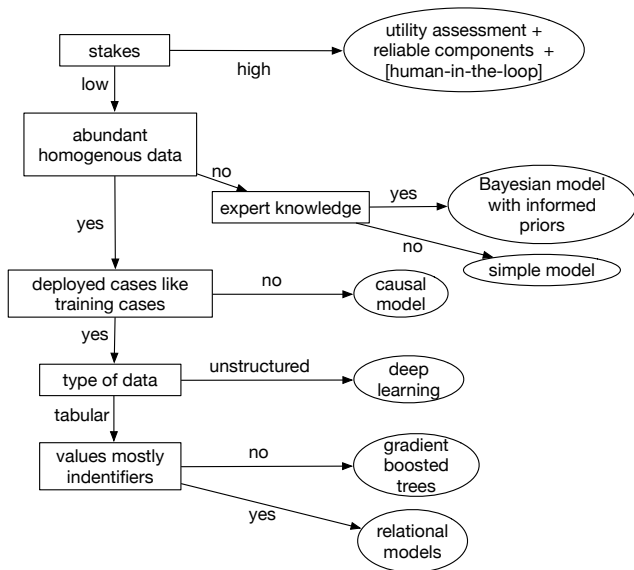 utility assessment +
reliable components +
[human-in-the-loop]
stakes
high
low
abundant
homogenous data
no
expert knowledge
yes
Bayesian model
with informed
priors
yes
no
simple model
deployed cases like
training cases
no
causal
model
yes
type of data
unstructured
deep
learning
tabular
values mostly
indentifiers
no
gradient
boosted
trees
yes
relational
models